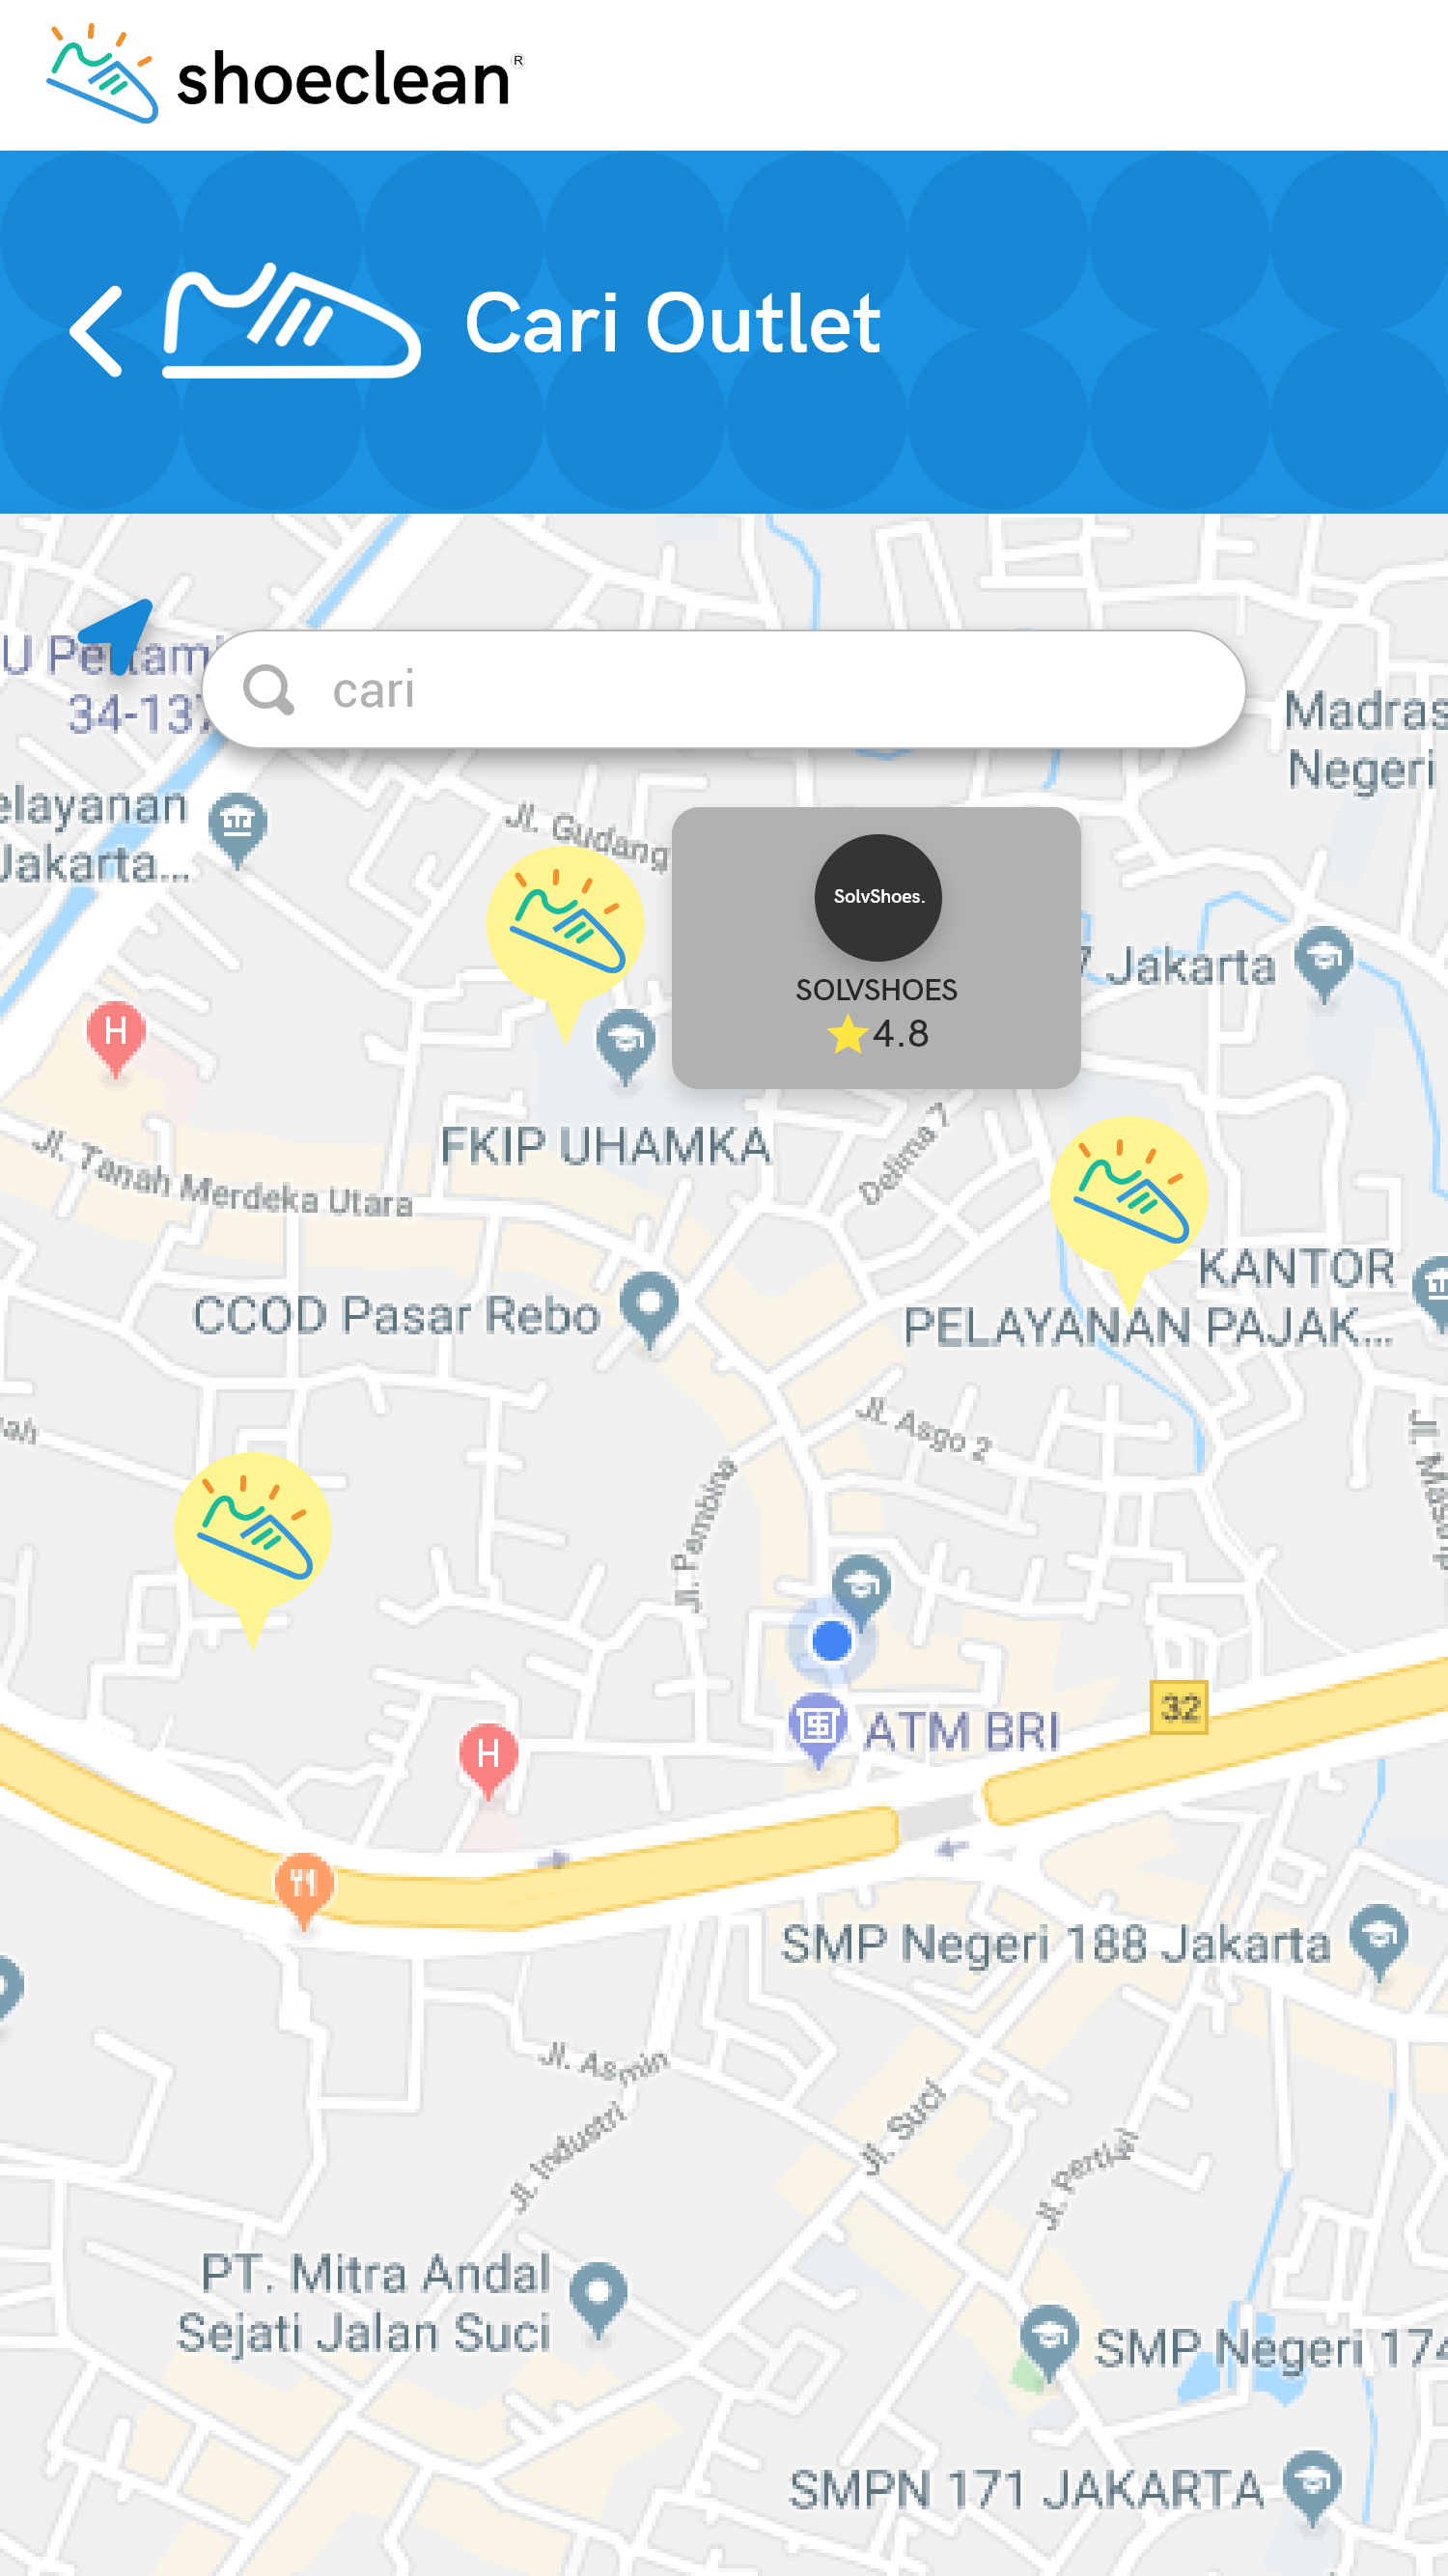 shoeclean®
Cari Outlet
cari
34-137
Madras
Negeri
elayanan
Jakarta...
Jl. Gudang
SolvShoes.
SOLVSHOES
4.8
7 Jakarta
H
FKIP UHAMKA
Delima 7
Jl. Tanah Merdeka Utara
KANTOR
PELAYANAN PAJAK...
CCOD Pasar Rebo
Jl. Asgo 2
Jl. Pambina
32
ATM BRI
H
SMP Negeri 188 Jakarta
Jl. Asmin
Jl. Industri
Jl. Suci
Jl. Pertiwi
PT. Mitra Andal
Sejati Jalan Suci
SMP Negeri 174
SMPN 171 JAKARTA